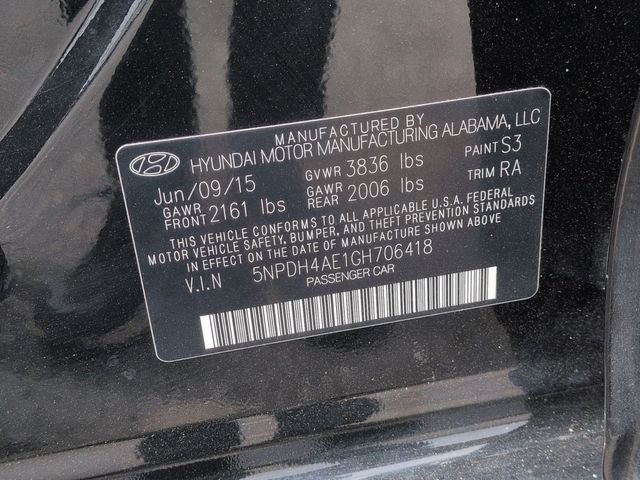 MANUFACTURED BY
HYUNDAI MOTOR MANUFACTURING ALABAMA, LLC
Jun/09/15 GVWR 3836 lbs PAINT S3
GAWR FRONT 2161 lbs GAWR REAR 2006 lbs TRIM RA
THIS VEHICLE CONFORMS TO ALL APPLICABLE U.S.A. FEDERAL
MOTOR VEHICLE SAFETY, BUMPER, AND THEFT PREVENTION STANDARDS
IN EFFECT ON THE DATE OF MANUFACTURE SHOWN ABOVE
V.I.N 5NPDH4AE1GH706418
PASSENGER CAR